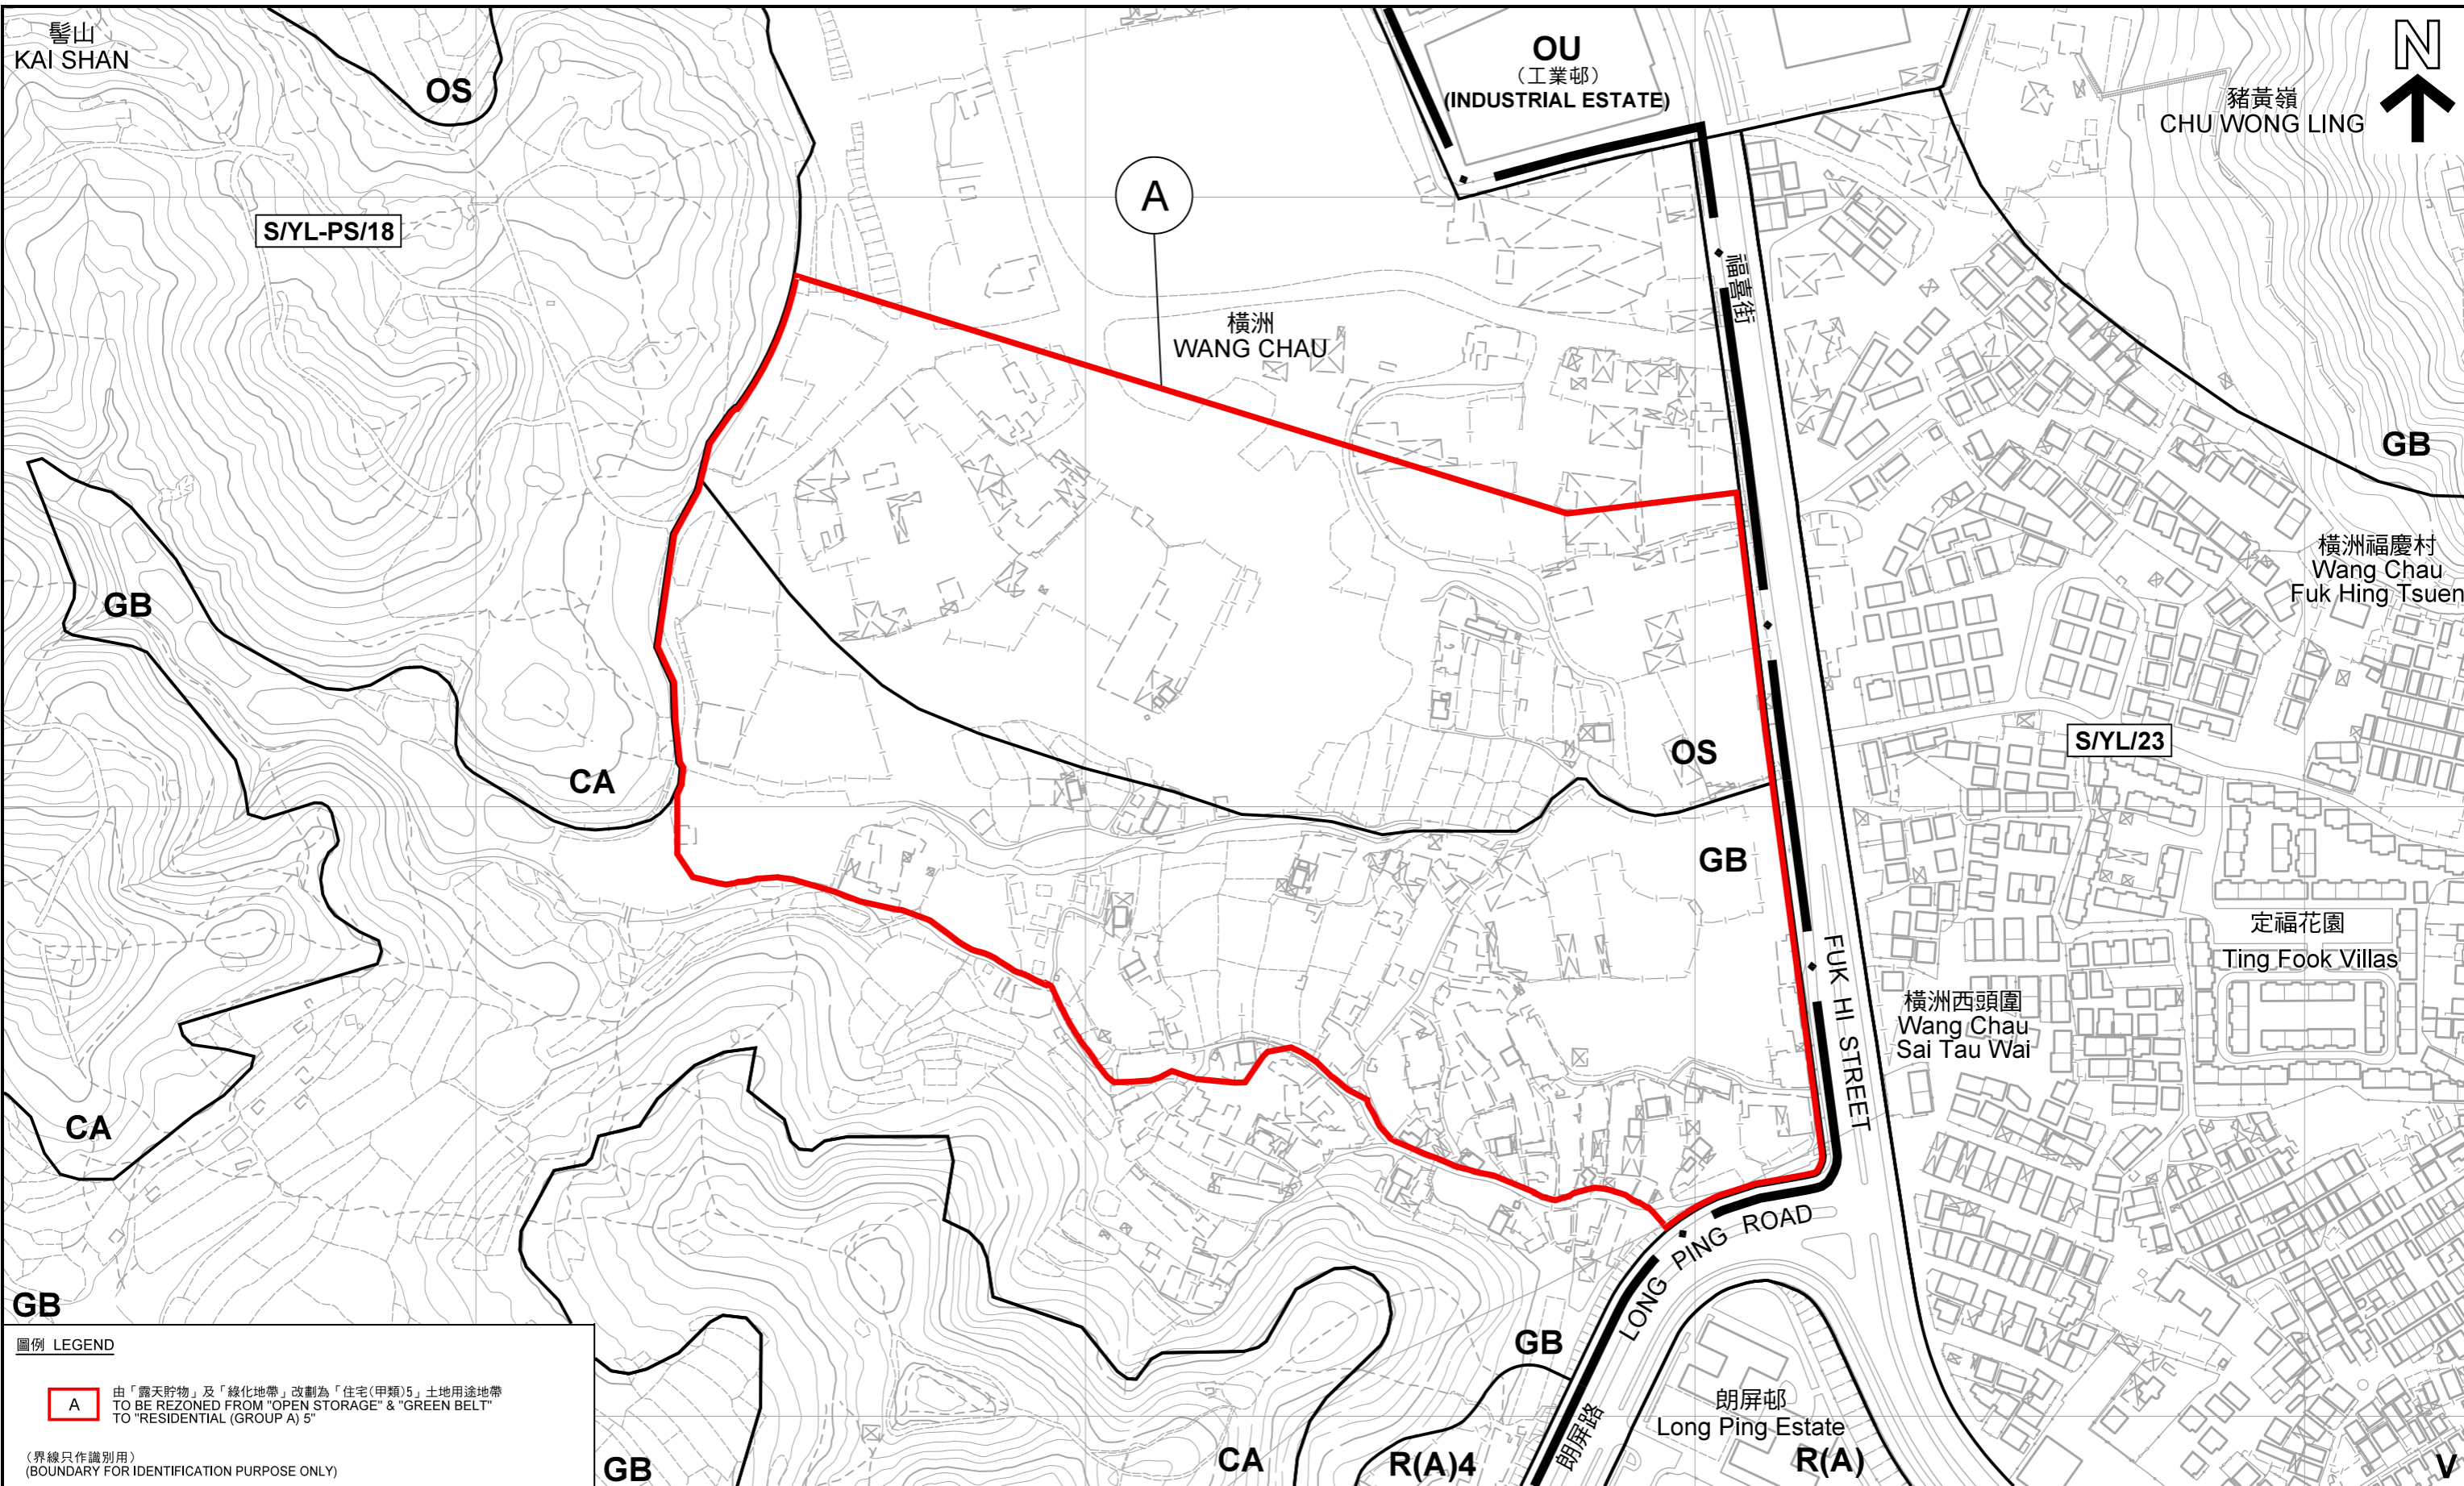 髻山
KAI SHAN
OS
OU
（工業邨）
(INDUSTRIAL ESTATE)
N
豬黃嶺
CHU WONG LING
A
S/YL-PS/18
福喜街
橫洲
WANG CHAU
GB
橫洲福慶村
Wang Chau
Fuk Hing Tsuen
GB
S/YL/23
OS
CA
GB
定福花園
Ting Fook Villas
FUK HI STREET
橫洲西頭圍
Wang Chau
Sai Tau Wai
CA
LONG PING ROAD
GB
GB
朗屏邨
Long Ping Estate
R(A)
朗屏路
R(A)4
CA
GB
V
圖例 LEGEND
A
由「露天貯物」及「綠化地帶」改劃為「住宅(甲類)5」土地用途地帶
TO BE REZONED FROM "OPEN STORAGE" & "GREEN BELT"
TO "RESIDENTIAL (GROUP A) 5"
（界線只作識別用）
(BOUNDARY FOR IDENTIFICATION PURPOSE ONLY)